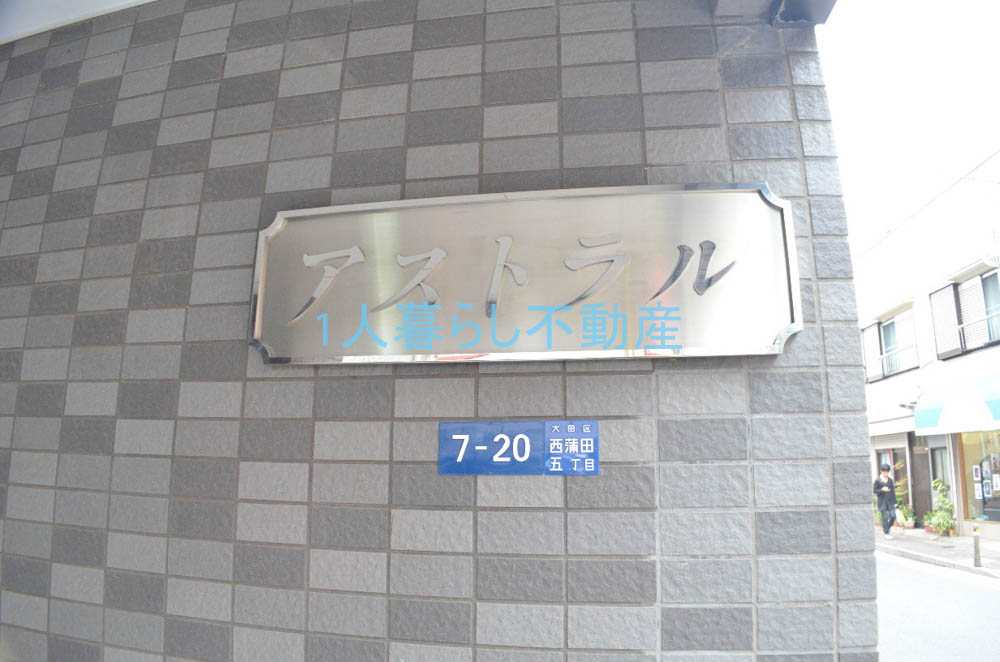 アストラル
1人暮らし不動産
7-20
大田区
西蒲田
五丁目